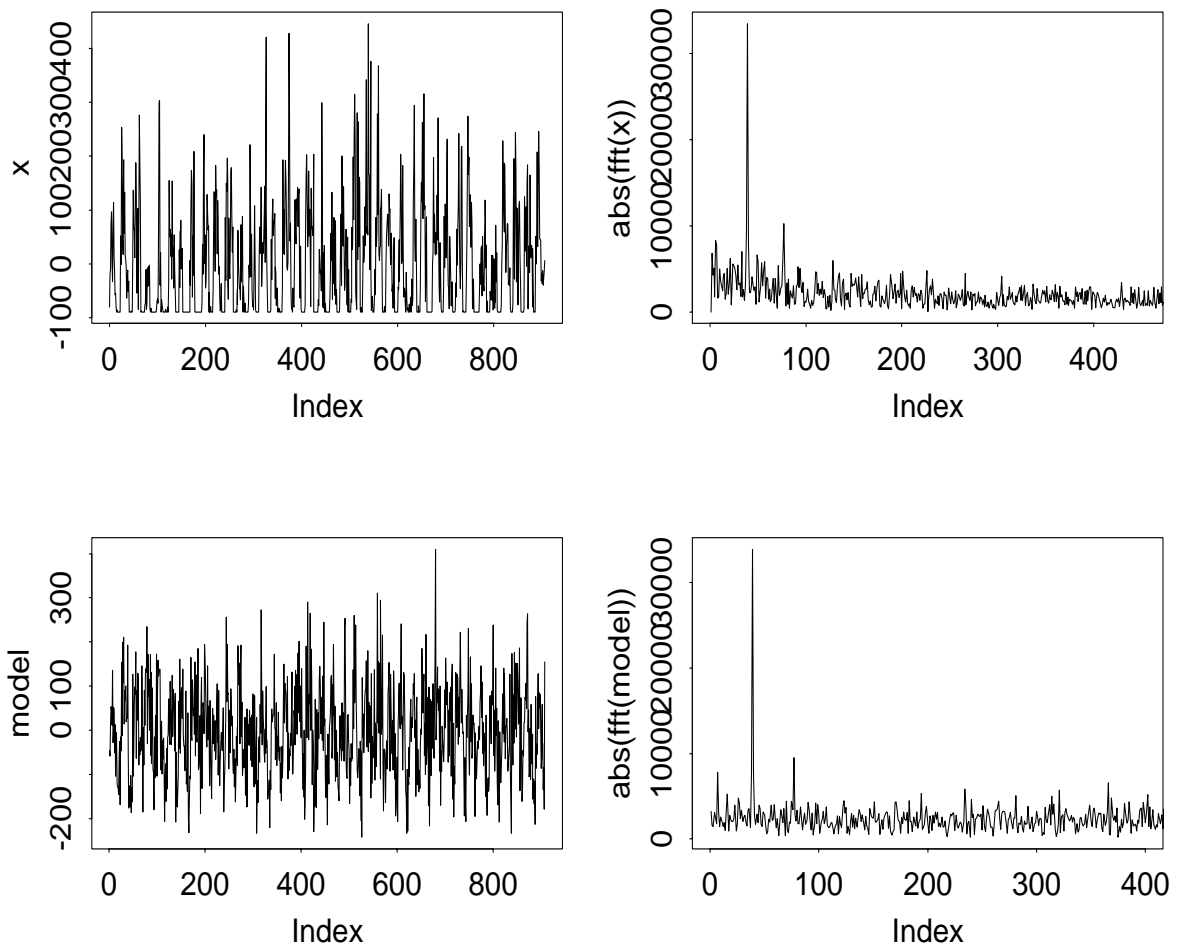 x
-100 0 100 200 300 400
0 200 400 600 800
Index
abs(fft(x))
0 10000 20000 30000
0 100 200 300 400
Index
model
-200 0 100 300
0 200 400 600 800
Index
abs(fft(model))
0 10000 20000 30000
0 100 200 300 400
Index